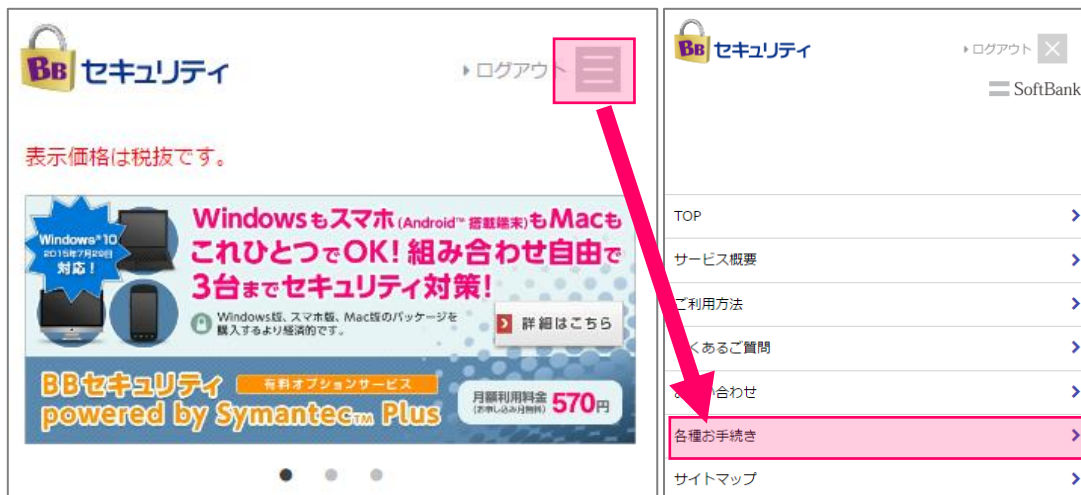 BB セキュリティ
ログアウト
表示価格は税抜です。
Windows®10
2015年7月29日
対応！
Windowsもスマホ(Android™ 搭載端末)もMacも
これひとつでOK！組み合わせ自由で
3台までセキュリティ対策！
Windows版、スマホ版、Mac版のパッケージを
購入するより経済的です。
詳細はこちら
BBセキュリティ 有料オプションサービス
powered by Symantec™ Plus
月額利用料金 570円
(お申し込み月無料)
BB セキュリティ
ログアウト
SoftBank
TOP
サービス概要
ご利用方法
くあるご質問
い合わせ
各種お手続き
サイトマップ